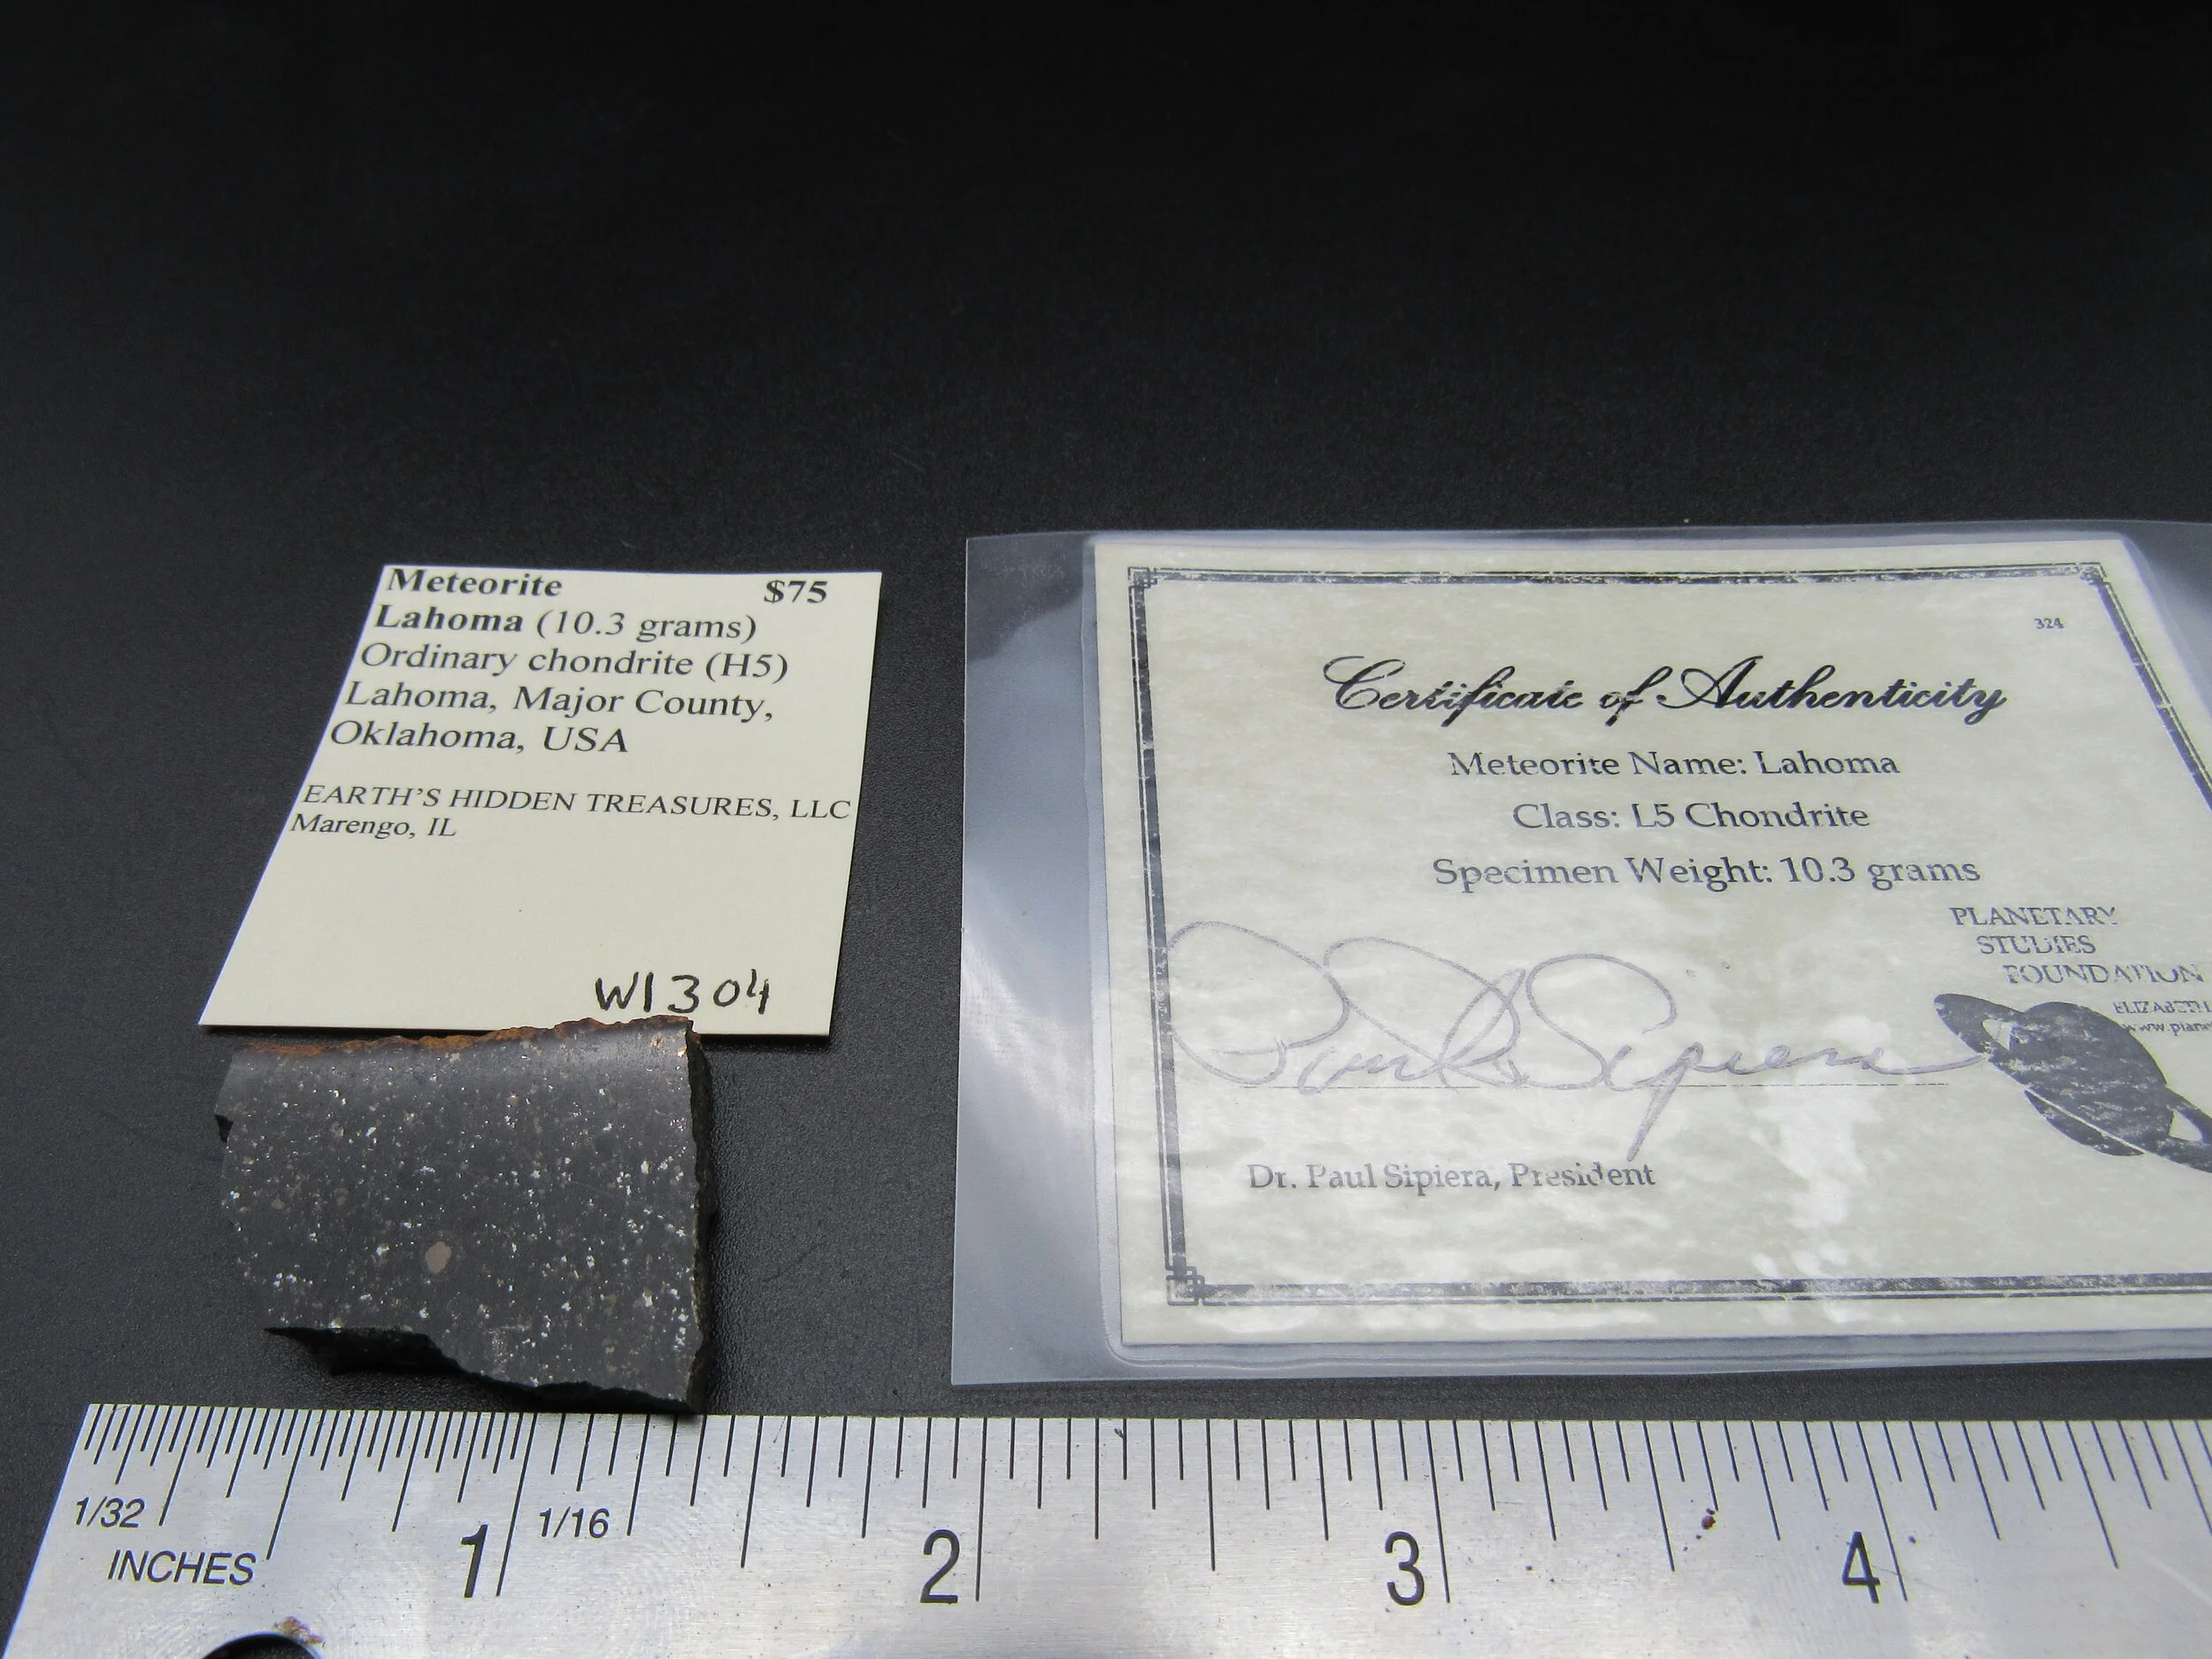 Meteorite $75
Lahoma (10.3 grams)
Ordinary chondrite (H5)
Lahoma, Major County,
Oklahoma, USA
EARTH'S HIDDEN TREASURES, LLC
Marengo, IL
W1304
324
Certificate of Authenticity
Meteorite Name: Lahoma
Class: L5 Chondrite
Specimen Weight: 10.3 grams
PLANETARY
STUDIES
FOUNDATION
Paul Sipiera
Dr. Paul Sipiera, President
1/32 1 1/16 2 3 4
INCHES